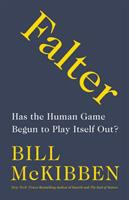 Falter
Has the Human Game
Begun to Play Itself Out?
BILL
McKIBBEN
New York Times Bestselling Author of Eaarth and The End of Nature